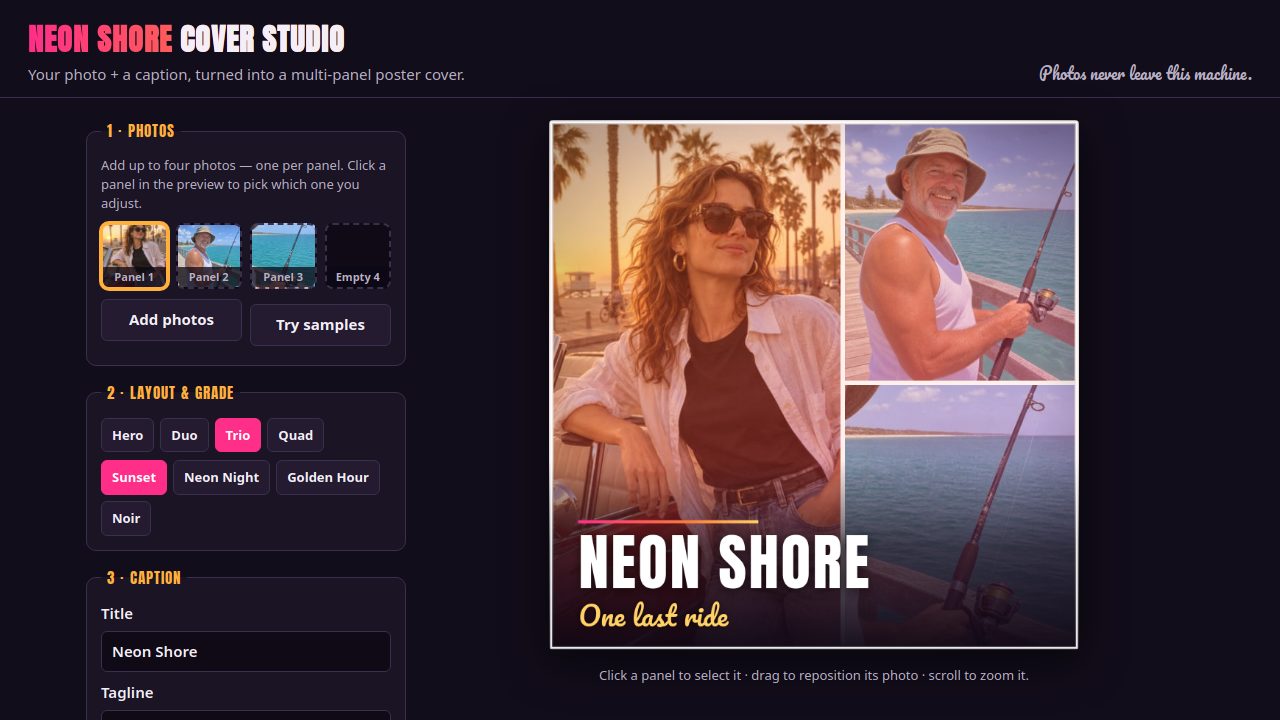 NEON SHORE COVER STUDIO
Your photo + a caption, turned into a multi-panel poster cover.
Photos never leave this machine.
1 · PHOTOS
Add up to four photos — one per panel. Click a
panel in the preview to pick which one you
adjust.
Panel 1
Panel 2
Panel 3
Empty 4
Add photos
Try samples
2 · LAYOUT & GRADE
Hero
Duo
Trio
Quad
Sunset
Neon Night
Golden Hour
Noir
3 · CAPTION
Title
Neon Shore
Tagline
NEON SHORE
One last ride
Click a panel to select it · drag to reposition its photo · scroll to zoom it.